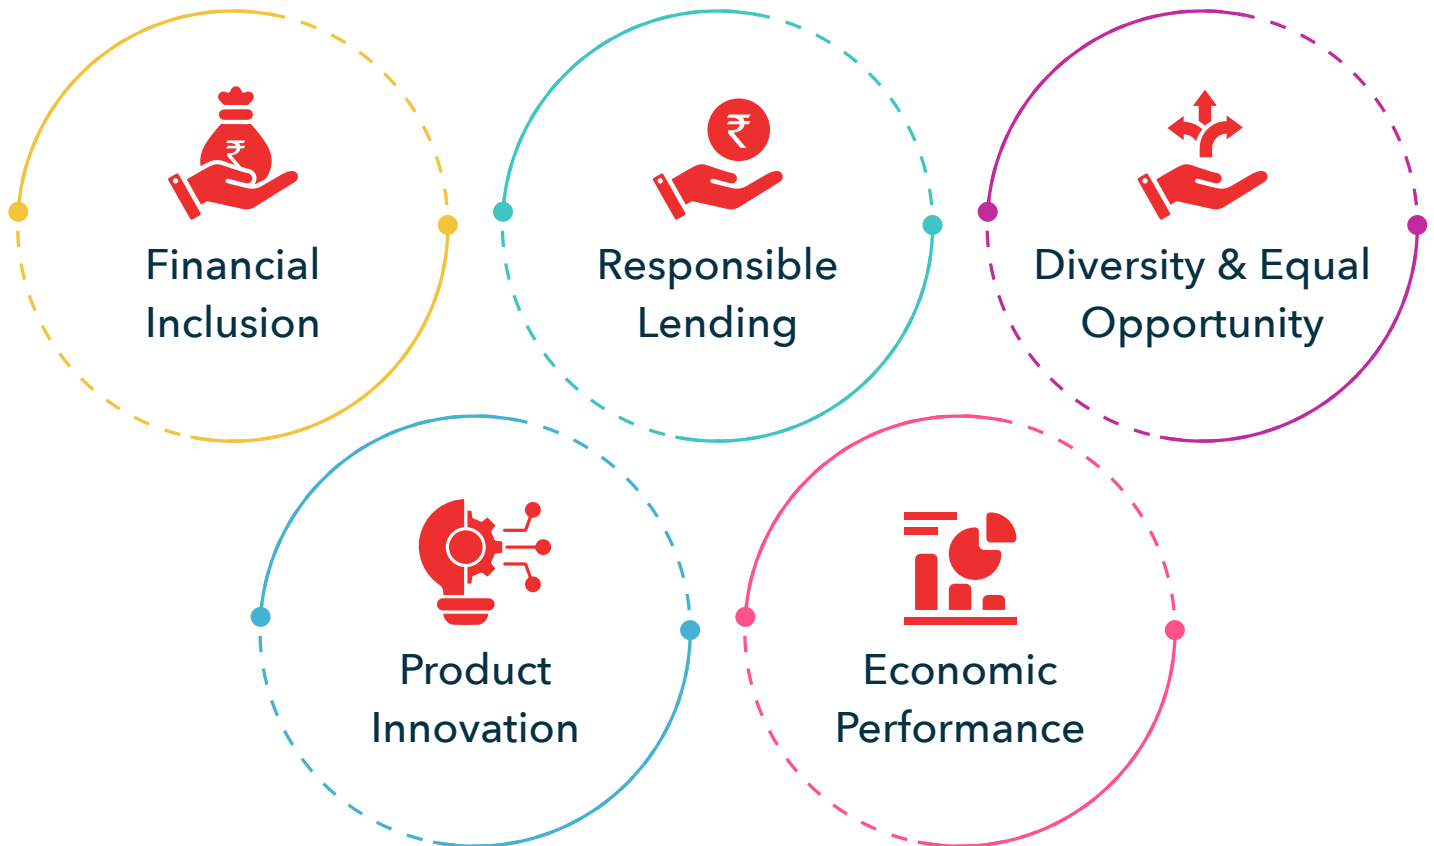 ₹
Financial
Inclusion
₹
Responsible
Lending
Diversity & Equal
Opportunity
Product
Innovation
Economic
Performance